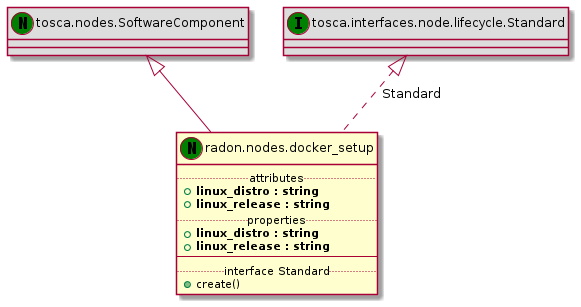 N tosca.nodes.SoftwareComponent
I tosca.interfaces.node.lifecycle.Standard
Standard
N radon.nodes.docker_setup
attributes
linux_distro : string
linux_release : string
properties
linux_distro : string
linux_release : string
interface Standard
create()